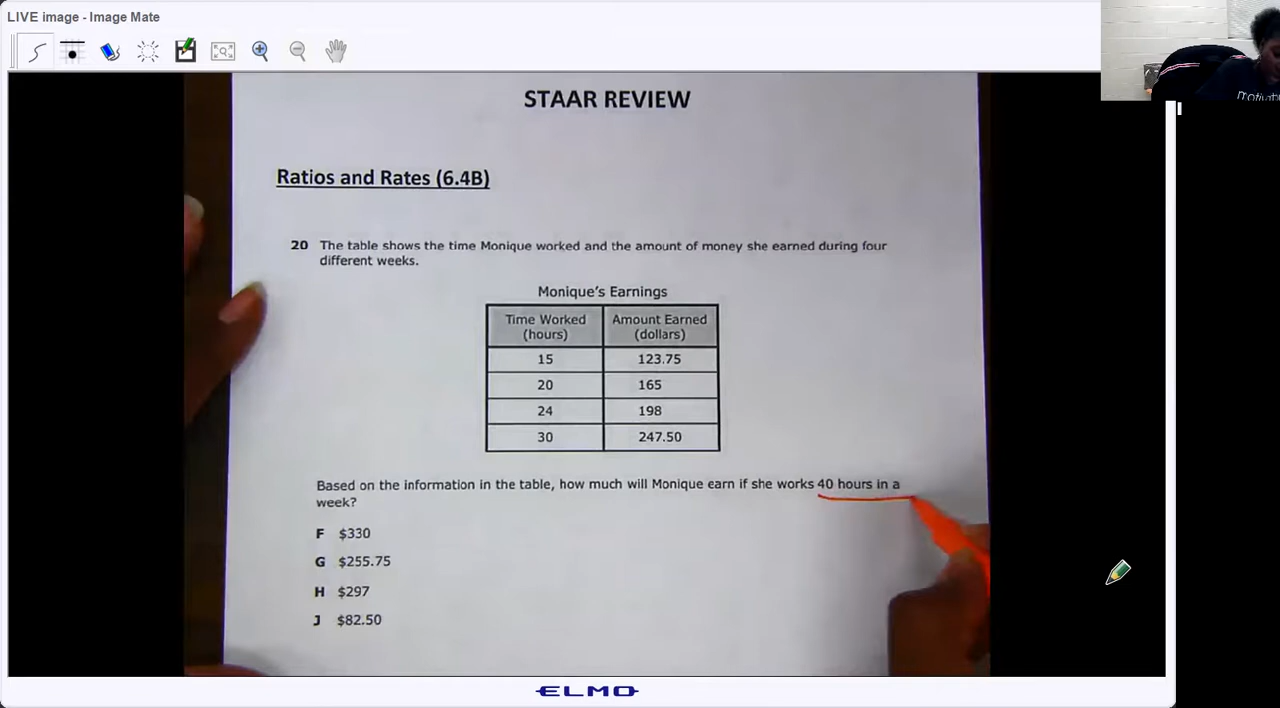 LIVE image - Image Mate
STAAR REVIEW
Ratios and Rates (6.4B)
20 The table shows the time Monique worked and the amount of money she earned during four
different weeks.
Monique's Earnings
Time Worked Amount Earned
(hours) (dollars)
15 123.75
20 165
24 198
30 247.50
Based on the information in the table, how much will Monique earn if she works 40 hours in a
week?
F $330
G $255.75
H $297
J $82.50
ELMO